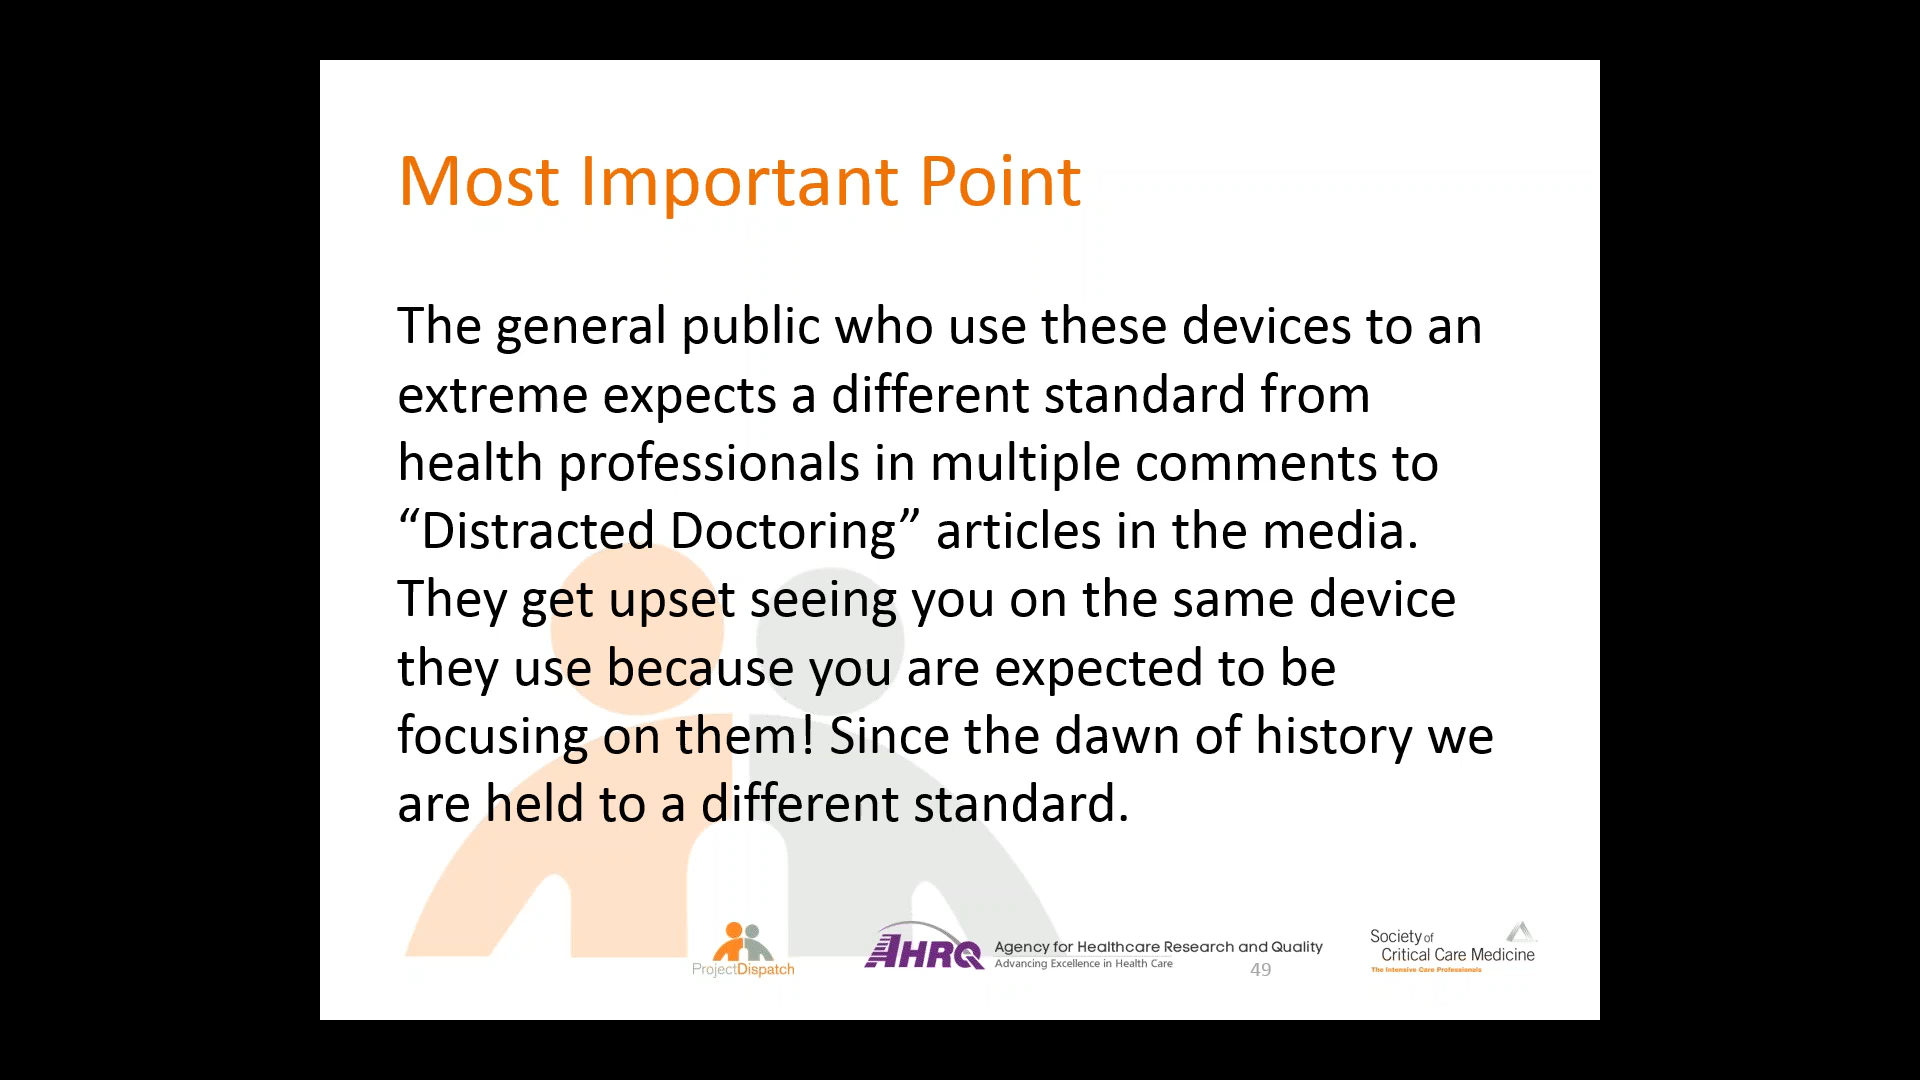 Most Important Point
The general public who use these devices to an
extreme expects a different standard from
health professionals in multiple comments to
“Distracted Doctoring” articles in the media.
They get upset seeing you on the same device
they use because you are expected to be
focusing on them! Since the dawn of history we
are held to a different standard.
ProjectDispatch
AHRQ
Agency for Healthcare Research and Quality
Advancing Excellence in Health Care
49
Society of
Critical Care Medicine
The Intensive Care Professionals